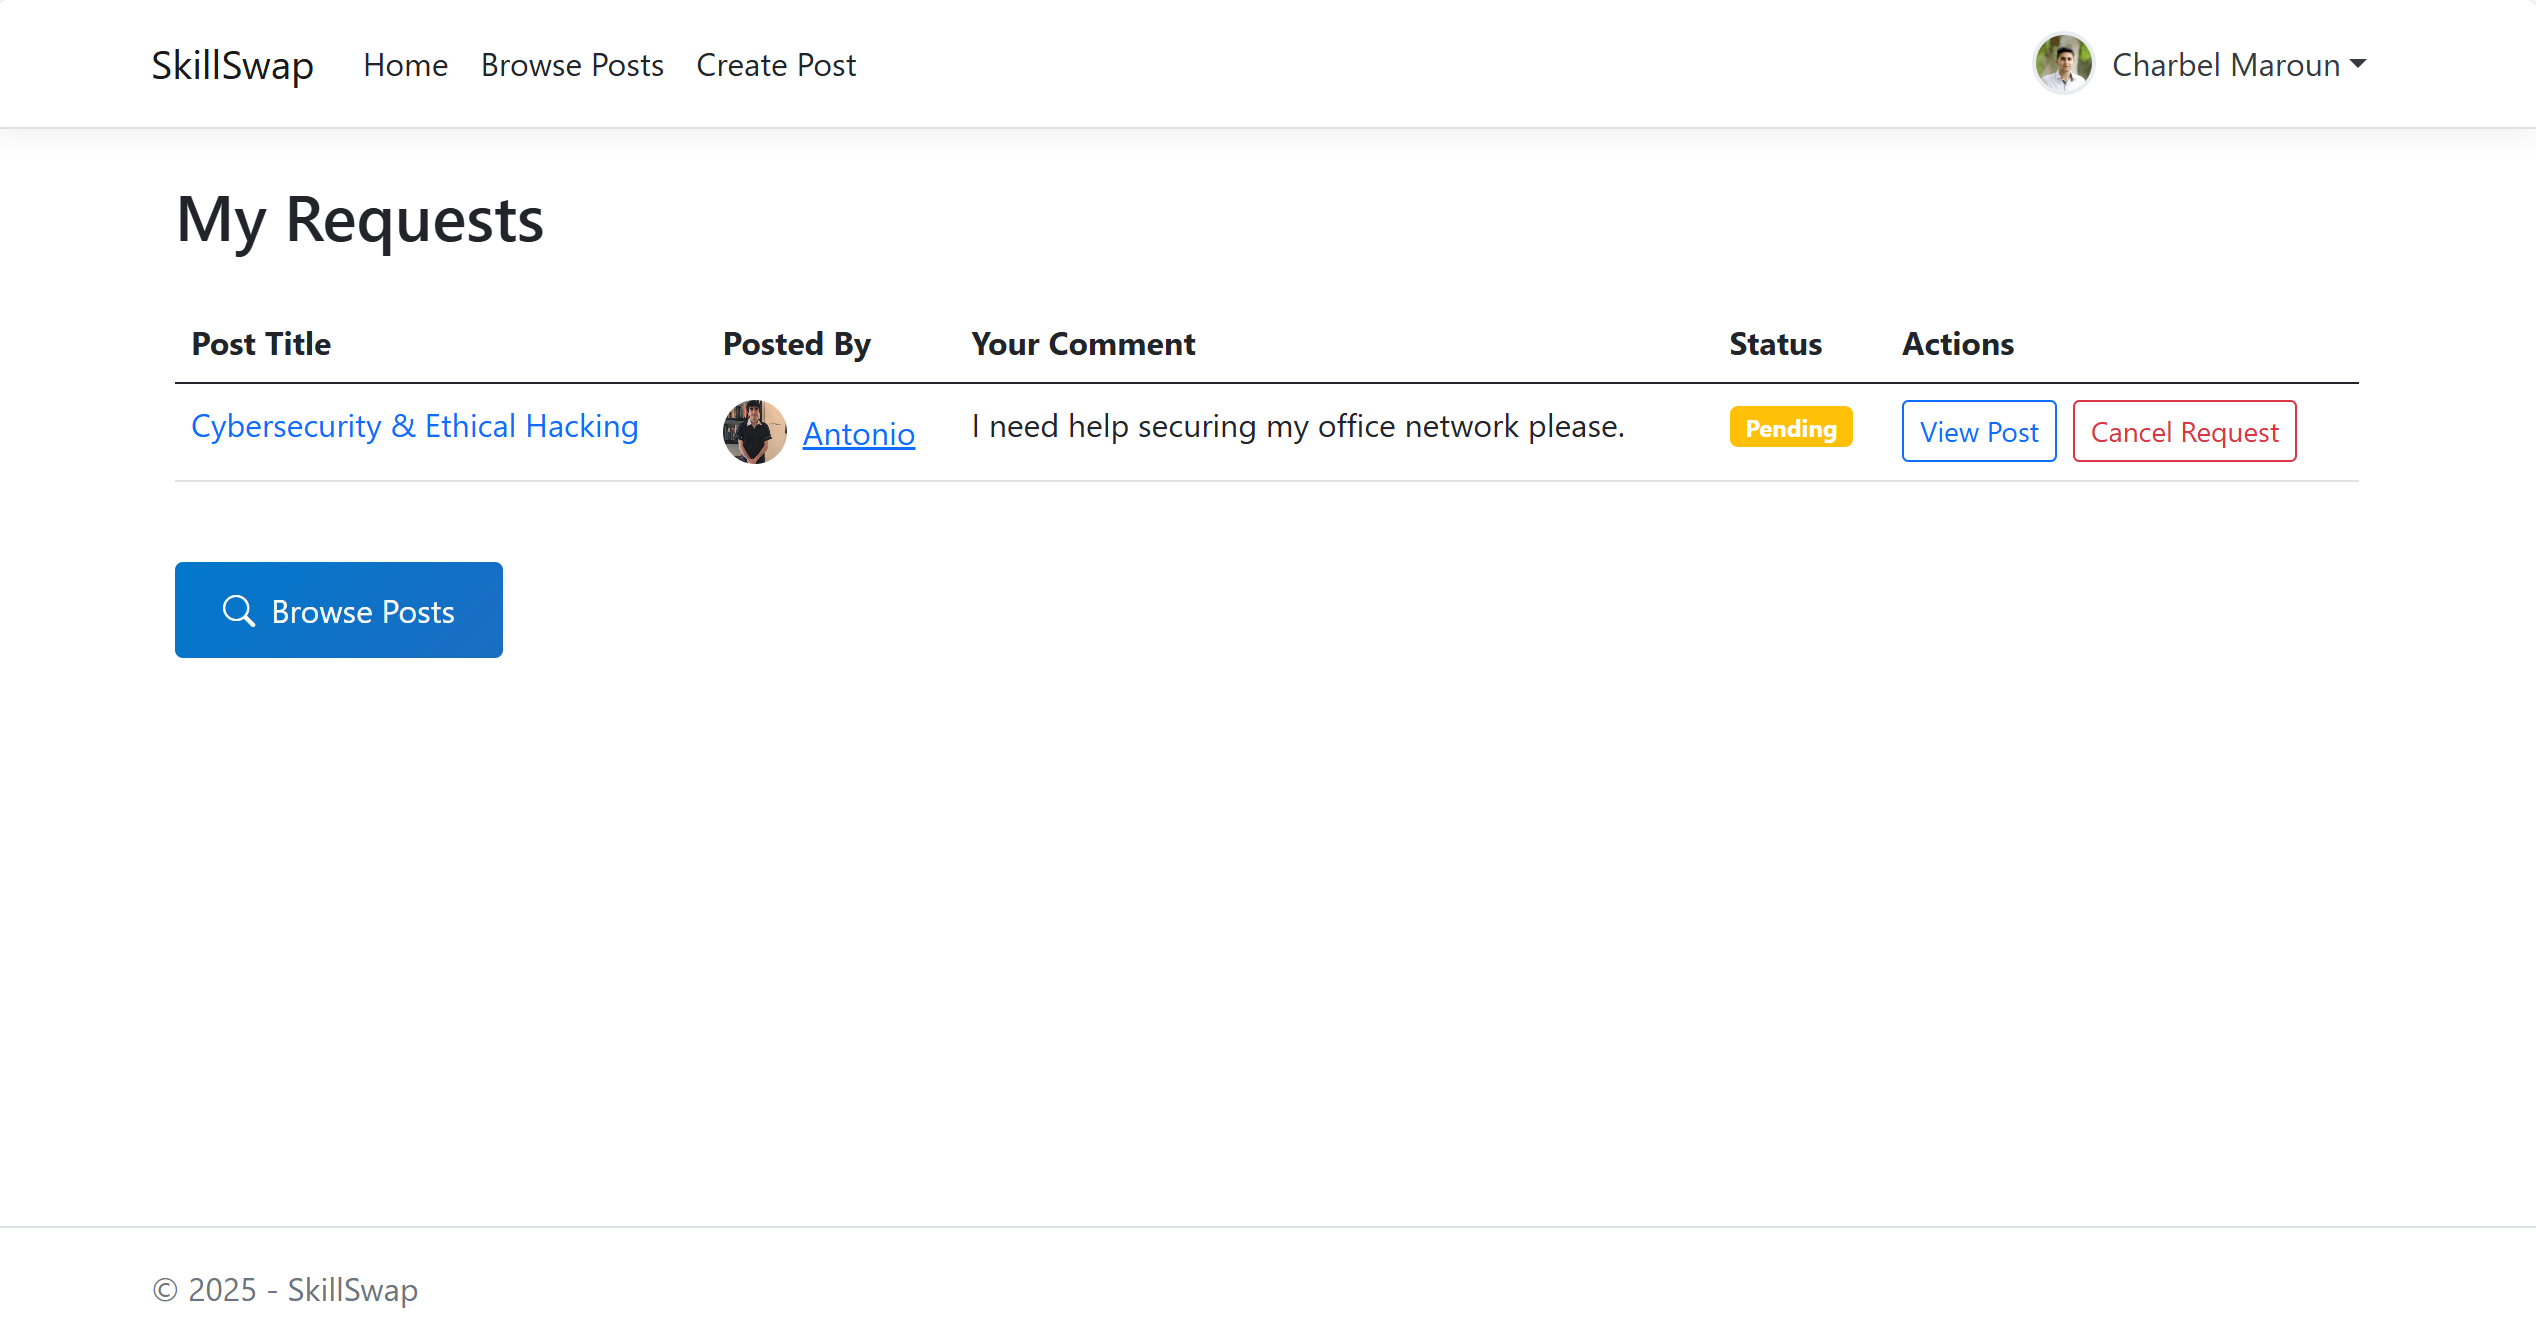 SkillSwap Home Browse Posts Create Post Charbel Maroun
My Requests
Post Title Posted By Your Comment Status Actions
Cybersecurity & Ethical Hacking Antonio I need help securing my office network please. Pending View Post Cancel Request
Browse Posts
© 2025 - SkillSwap